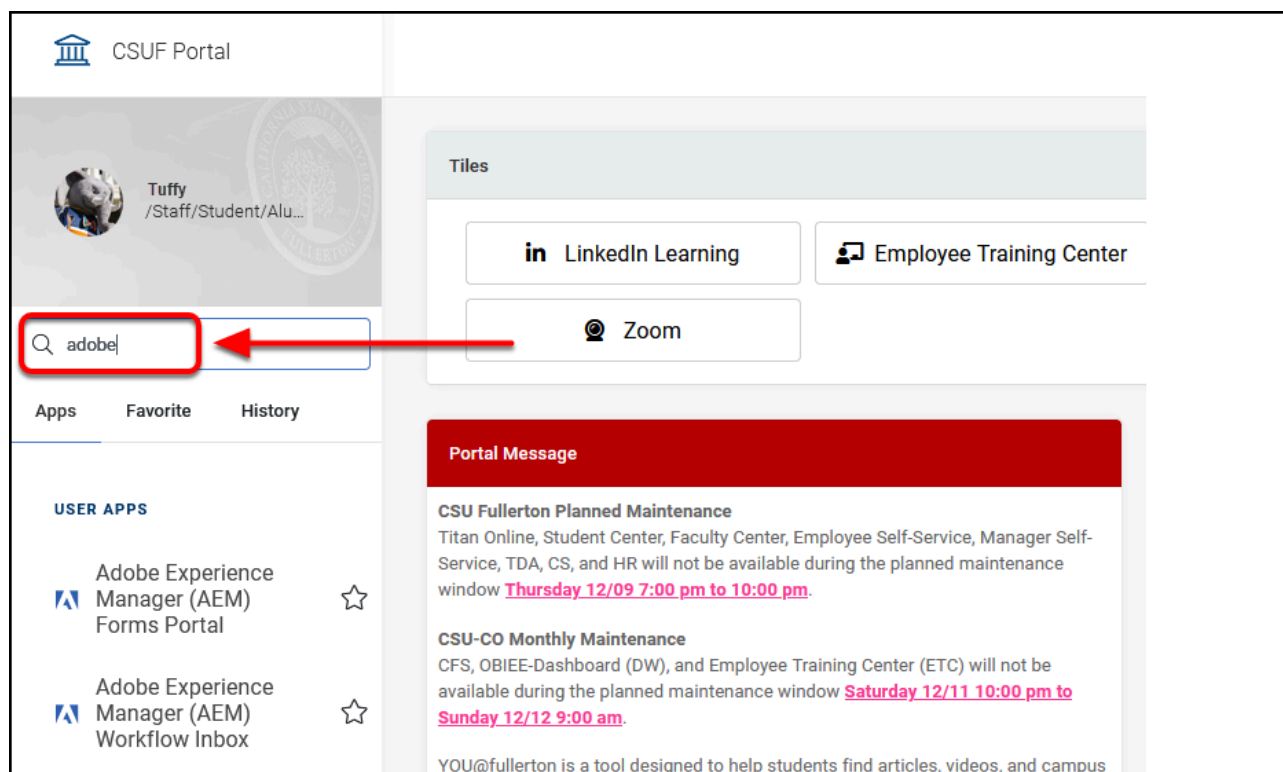 CSUF Portal
Tuffy
/Staff/Student/Alu...
adobe
Apps Favorite History
USER APPS
Adobe Experience
Manager (AEM)
Forms Portal
Adobe Experience
Manager (AEM)
Workflow Inbox
Tiles
in LinkedIn Learning
Employee Training Center
Zoom
Portal Message
CSU Fullerton Planned Maintenance
Titan Online, Student Center, Faculty Center, Employee Self-Service, Manager Self-
Service, TDA, CS, and HR will not be available during the planned maintenance
window Thursday 12/09 7:00 pm to 10:00 pm.
CSU-CO Monthly Maintenance
CFS, OBIEE-Dashboard (DW), and Employee Training Center (ETC) will not be
available during the planned maintenance window Saturday 12/11 10:00 pm to
Sunday 12/12 9:00 am.
YOU@fullerton is a tool designed to help students find articles, videos, and campus